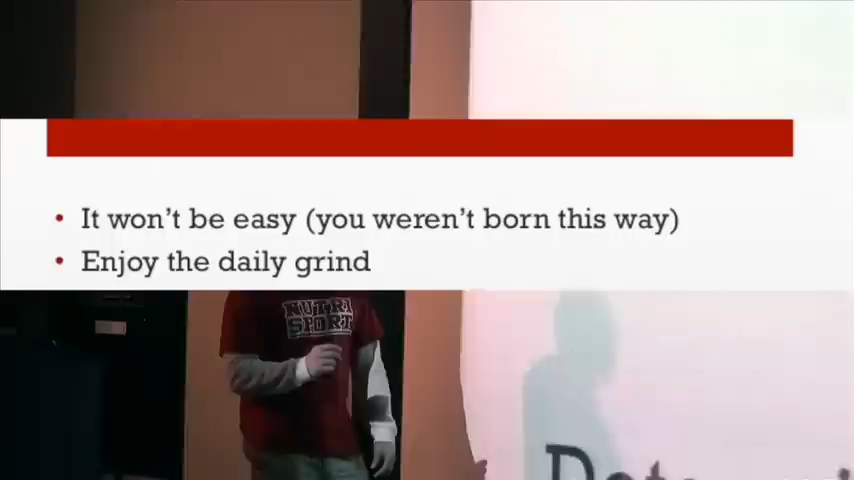 • It won't be easy (you weren't born this way)
• Enjoy the daily grind
NUTRI
SPORT